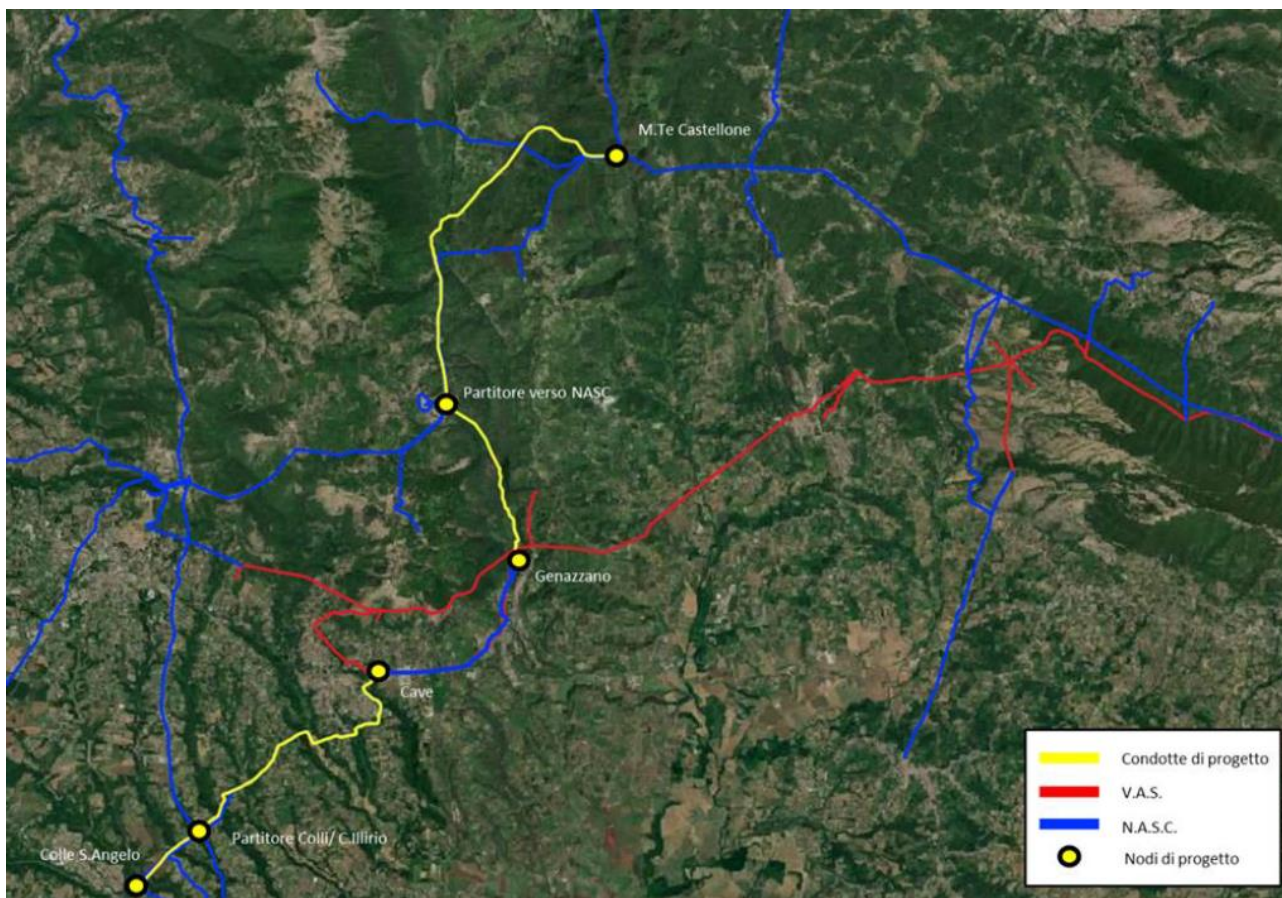 M.Te Castellone
Partitore verso NASC
Genazzano
Cave
Partitore Colli/ C.Illirio
Colle S.Angelo
Condotte di progetto
V.A.S.
N.A.S.C.
Nodi di progetto